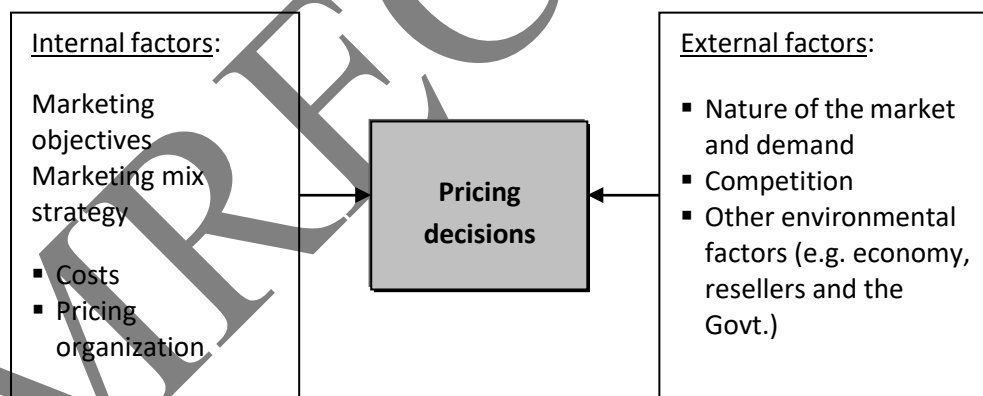 Internal factors:
Marketing
objectives
Marketing mix
strategy
▪ Costs
▪ Pricing
organization
Pricing
decisions
External factors:
▪ Nature of the market
and demand
▪ Competition
▪ Other environmental
factors (e.g. economy,
resellers and the
Govt.)